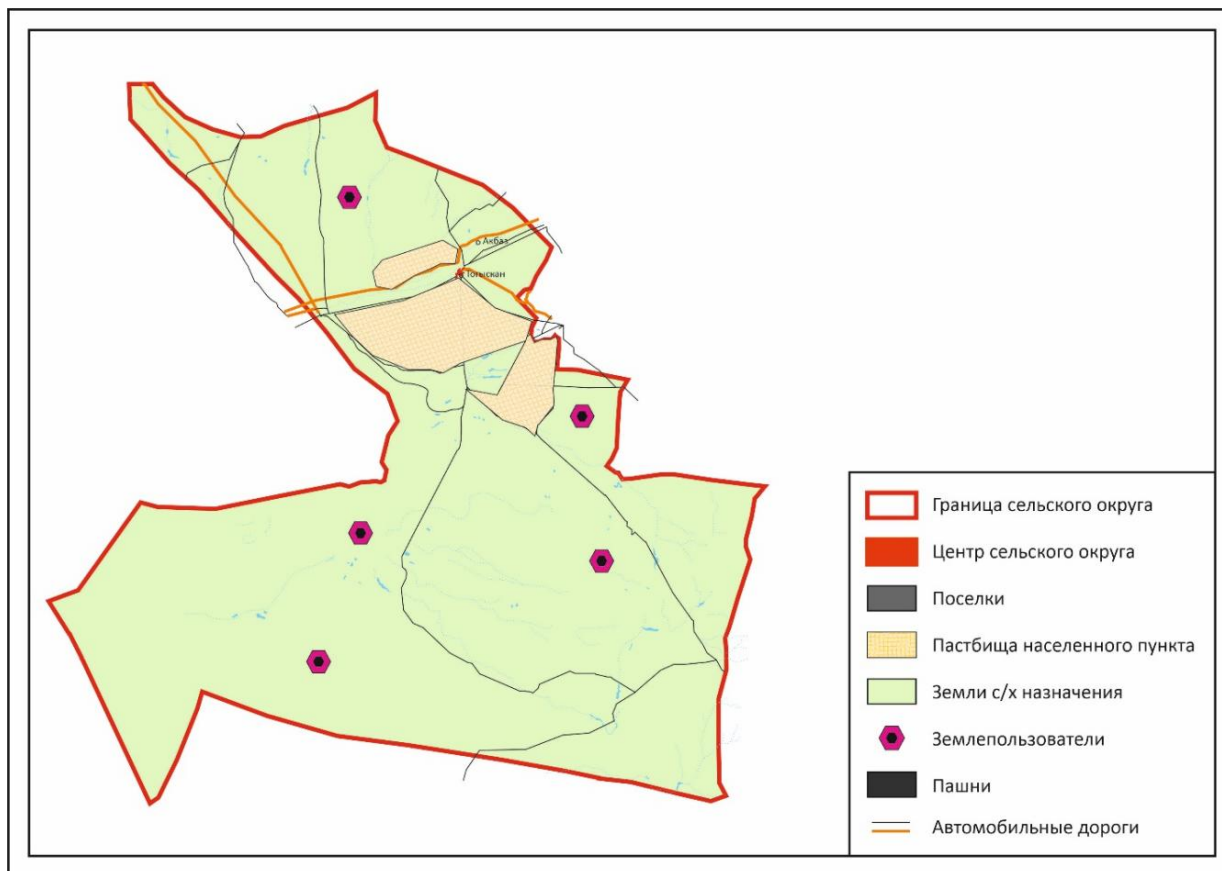 Акбаз
Тогыскан
Граница сельского округа
Центр сельского округа
Поселки
Пастбища населенного пункта
Земли с/х назначения
Землепользователи
Пашни
Автомобильные дороги